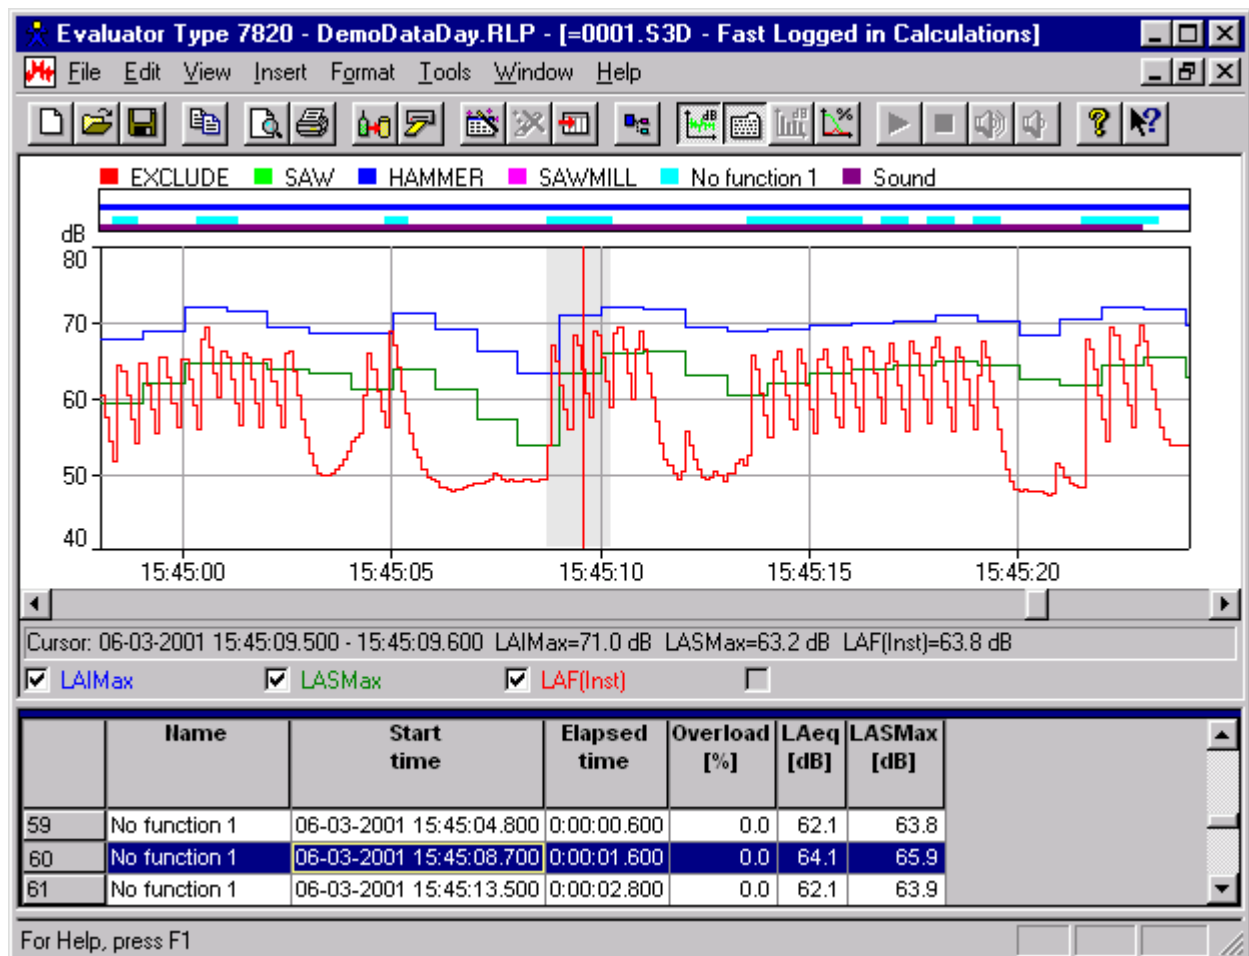 Evaluator Type 7820 - DemoDataDay.RLP - [=0001.S3D - Fast Logged in Calculations]
File Edit View Insert Format Tools Window Help
EXCLUDE SAW HAMMER SAWMILL No function 1 Sound
dB
80
70
60
50
40
15:45:00 15:45:05 15:45:10 15:45:15 15:45:20
Cursor: 06-03-2001 15:45:09.500 - 15:45:09.600 LAIMax=71.0 dB LASMax=63.2 dB LAF(Inst)=63.8 dB
LAIMax LASMax LAF(Inst)
Name Start time Elapsed time Overload [%] LAeq [dB] LASMax [dB]
59 No function 1 06-03-2001 15:45:04.800 0:00:00.600 0.0 62.1 63.8
60 No function 1 06-03-2001 15:45:08.700 0:00:01.600 0.0 64.1 65.9
61 No function 1 06-03-2001 15:45:13.500 0:00:02.800 0.0 62.1 63.9
For Help, press F1